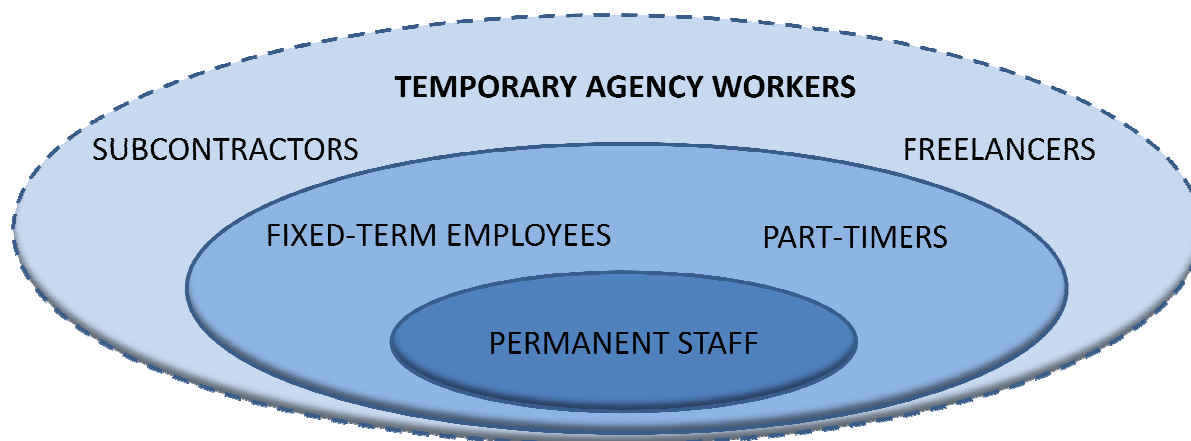 TEMPORARY AGENCY WORKERS
SUBCONTRACTORS
FREELANCERS
FIXED-TERM EMPLOYEES
PART-TIMERS
PERMANENT STAFF